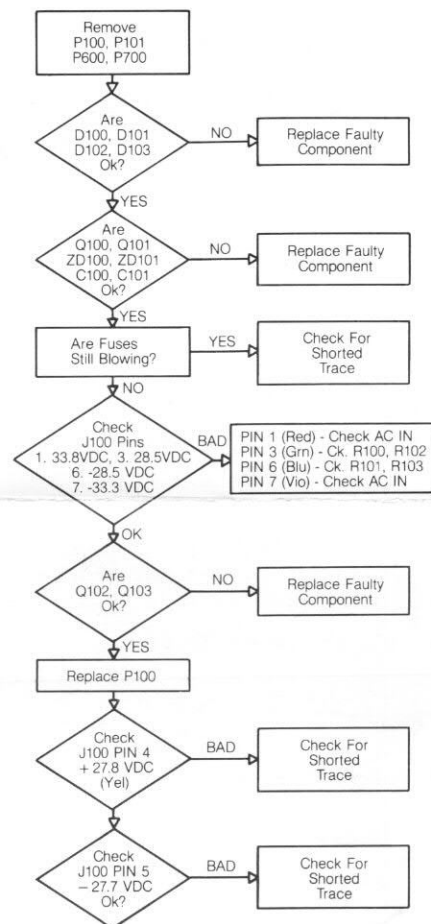 Remove
P100, P101
P600, P700
Are
D100, D101
D102, D103
Ok?
NO
Replace Faulty
Component
YES
Are
Q100, Q101
ZD100, ZD101
C100, C101
Ok?
NO
Replace Faulty
Component
YES
Are Fuses
Still Blowing?
YES
Check For
Shorted
Trace
NO
Check
J100 Pins
1. 33.8VDC, 3. 28.5VDC
6. -28.5 VDC
7. -33.3 VDC
BAD
PIN 1 (Red) - Check AC IN
PIN 3 (Grn) - Ck. R100, R102
PIN 6 (Blu) - Ck. R101, R103
PIN 7 (Vio) - Check AC IN
OK
Are
Q102, Q103
Ok?
NO
Replace Faulty
Component
YES
Replace P100
Check
J100 PIN 4
+ 27.8 VDC
(Yel)
BAD
Check For
Shorted
Trace
Check
J100 PIN 5
– 27.7 VDC
Ok?
BAD
Check For
Shorted
Trace